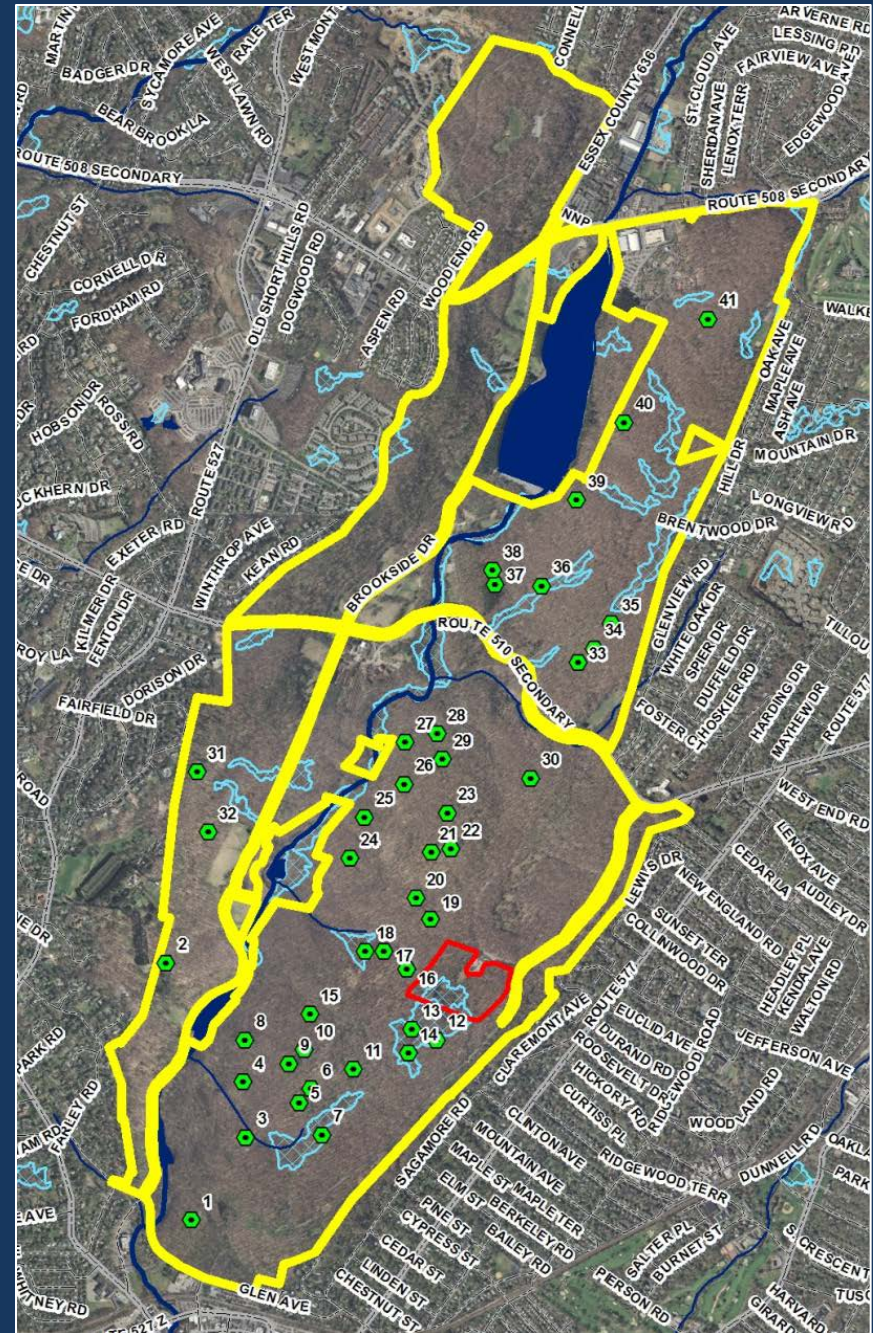 MARTIN
SYCAMORE AVE
RALE TER
WEST MONT
CONNELL
ARVERNE RD
LESSING RD
FAIRVIEW AVE
ST. CLOUD AVE
BADGER DR
WEST LAWN RD
ESSEX COUNTY 636
SHERIDAN AVE
LENOX TERR
EDGEWOOD AVE
BEAR BROOK LA
ROUTE 508 SECONDARY
ROUTE 508 SECONDARY
NNP
CHESTNUT ST
OLD SHORT HILLS RD
DOGWOOD RD
WOOD END RD
CORNELL DR
FORDHAM RD
ASPEN RD
41
WALKE
OAK AVE
MAPLE AVE
ASH AVE
HOBSON DR
ROSS RD
40
MOUNTAIN DR
HILL DR
ROUTE 527
39
LONGVIEW RD
OCKHERN DR
EXETER RD
BRENTWOOD DR
WINTHROP AVE
KEAN RD
38
37
36
BROOKSIDE DR
GLENVIEW RD
WHITE OAK DR
KILMER DR
FENTON DR
35
34
33
SPIER DR
DUFFIELD DR
TILLOU
ROY LA
ROUTE 510 SECONDARY
DORISON DR
CHOSKIER RD
FAIRFIELD DR
FOSTER CT
HARDING DR
MAYHEW DR
ROUTE 577
27
28
29
31
26
30
ROAD
25
23
WEST END RD
32
24
21
22
LENOX AVE
CEDAR LA
AUDLEY DR
LEWIS DR
20
NEW ENGLAND RD
19
SUNSET TER
COLLINWOOD DR
2
18
17
HEADLEY PL
KENDAL AVE
WALTON RD
16
ROUTE 577
15
CLAREMONT AVE
8
10
13
12
EUCLID AVE
JEFFERSON AVE
PARK RD
9
14
DURAND RD
RIDGEWOOD ROAD
4
11
ROOSEVELT DR
6
5
HICKORY RD
FARLEY RD
CURTISS PL
WOODLAND RD
3
7
SAGAMORE RD
CLINTON AVE
DUNNELL RD
MOUNTAIN AVE
RIDGEWOOD TERR
MAPLE ST
MAPLE TER
PARK
1
ELM ST
BERKELEY RD
PINE ST
BAILEY RD
CYPRESS ST
SALTER PL
BURNET ST
S. CRESCENT
CEDAR ST
LINDEN ST
PIERSON RD
GLEN AVE
CHESTNUT ST
WHITNEY RD
HARVARD
GIRARD
ROUTE 527 Z